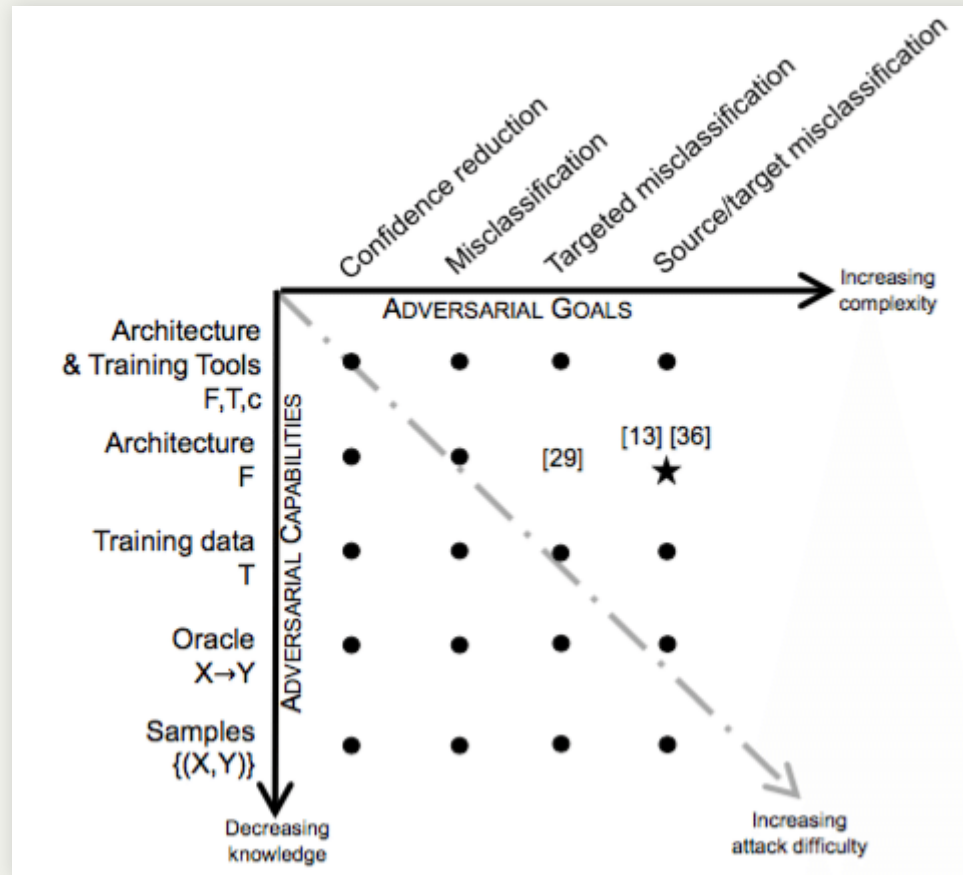 Confidence reduction
Misclassification
Targeted misclassification
Source/target misclassification
Increasing
complexity
ADVERSARIAL GOALS
Architecture
& Training Tools
F,T,c
ADVERSARIAL CAPABILITIES
Architecture
F
[29]
[13] [36]
Training data
T
Oracle
X→Y
Samples
{(X,Y)}
Decreasing
knowledge
Increasing
attack difficulty